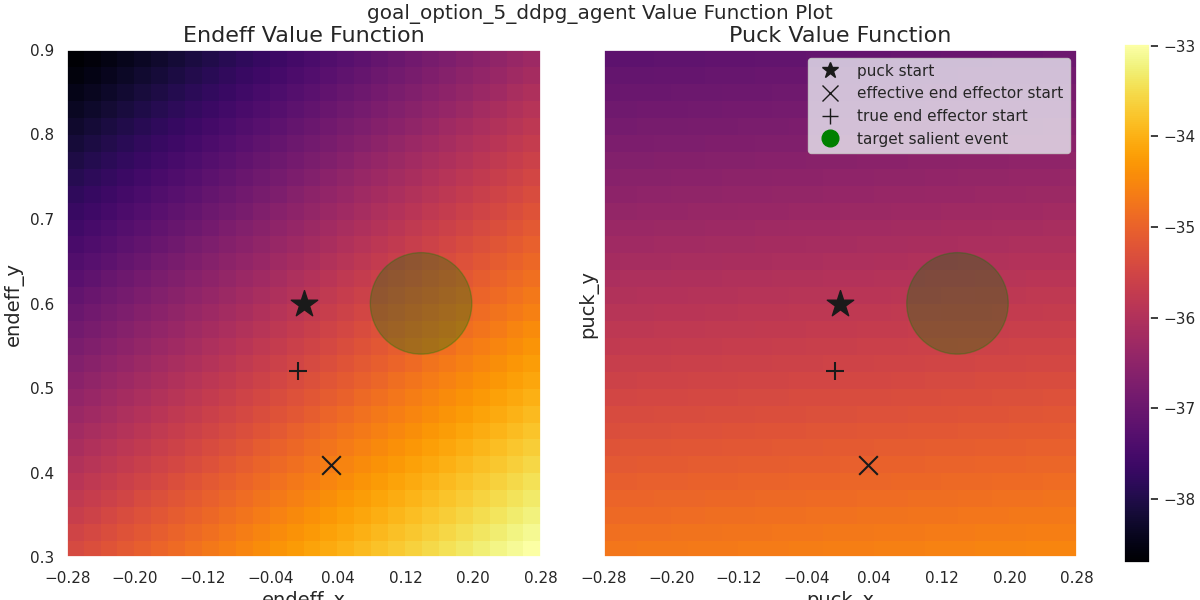 goal_option_5_ddpg_agent Value Function Plot
Endeff Value Function
endeff_y
0.9
0.8
0.7
0.6
0.5
0.4
0.3
−0.28 −0.20 −0.12 −0.04 0.04 0.12 0.20 0.28
endeff_x
Puck Value Function
puck start
effective end effector start
true end effector start
target salient event
puck_y
−0.28 −0.20 −0.12 −0.04 0.04 0.12 0.20 0.28
puck_x
−33
−34
−35
−36
−37
−38